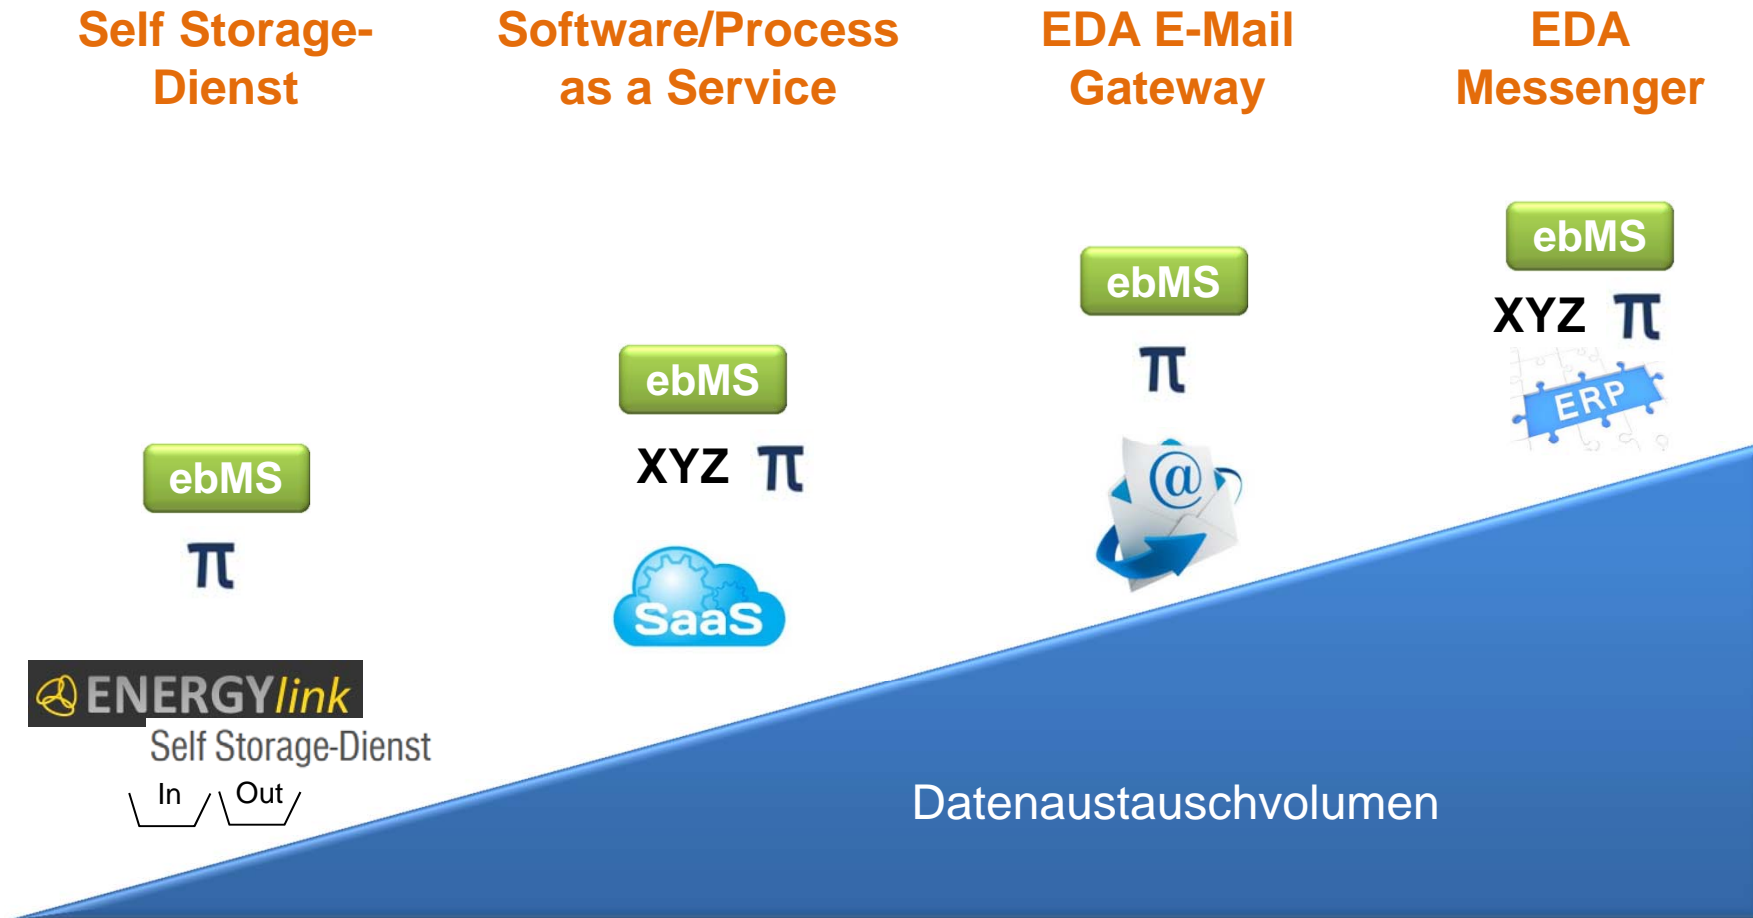 Self Storage-
Dienst
Software/Process
as a Service
EDA E-Mail
Gateway
EDA
Messenger
ebMS
π
ENERGYlink
Self Storage-Dienst
In
Out
ebMS
XYZ π
SaaS
ebMS
π
@
ebMS
XYZ π
ERP
Datenaustauschvolumen